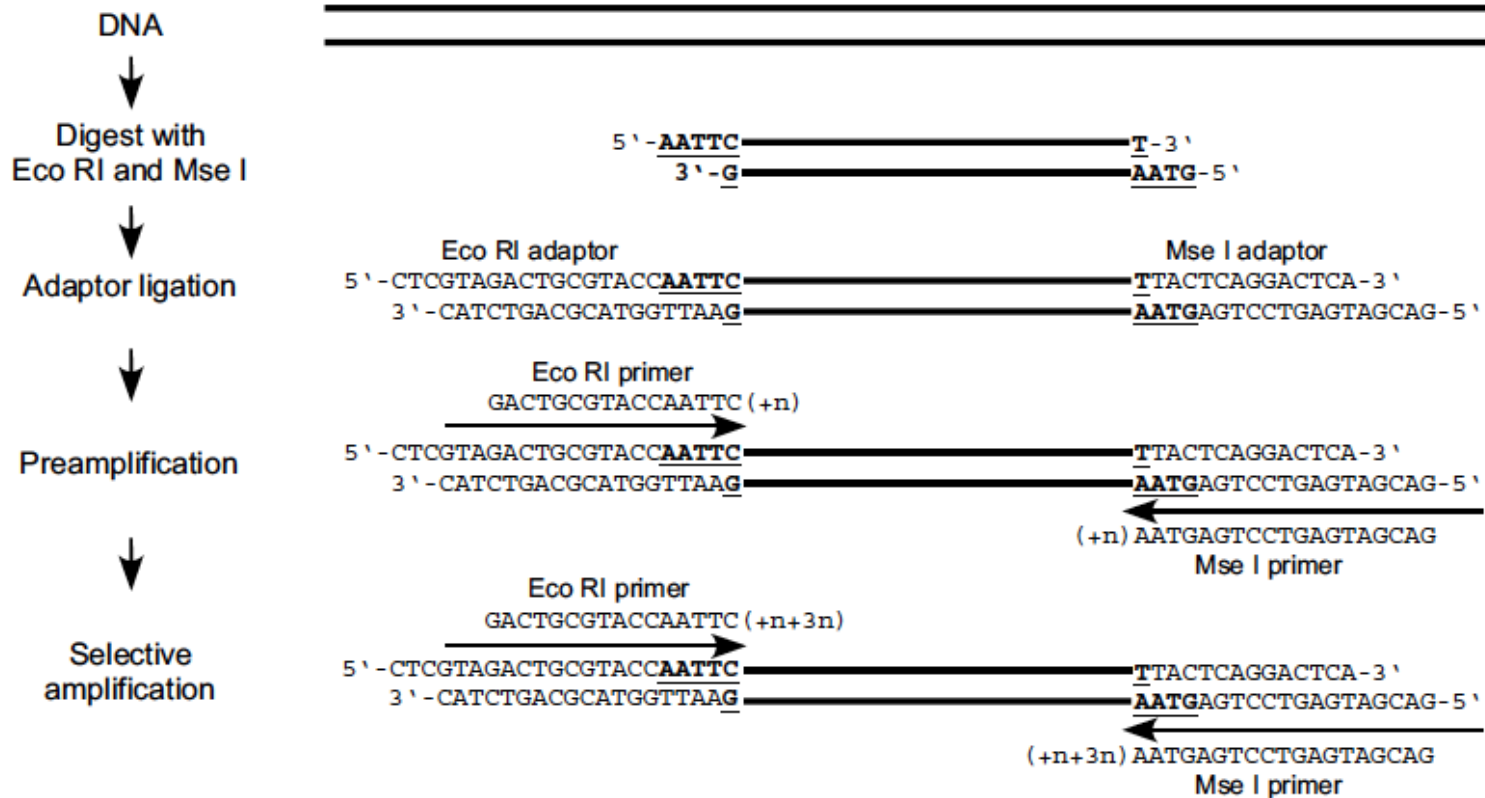 DNA
Digest with
Eco RI and Mse I
5‘-AATTC T-3‘
3‘-G AATG-5‘
Adaptor ligation
Eco RI adaptor Mse I adaptor
5‘-CTCGTAGACTGCGTACCAATTC TTACTCAGGACTCA-3‘
3‘-CATCTGACGCATGGTTAAG AATGAGTCCTGAGTAGCAG-5‘
Preamplification
Eco RI primer
GACTGCGTACCAATTC(+n)
5‘-CTCGTAGACTGCGTACCAATTC TTACTCAGGACTCA-3‘
3‘-CATCTGACGCATGGTTAAG AATGAGTCCTGAGTAGCAG-5‘
(+n)AATGAGTCCTGAGTAGCAG
Mse I primer
Selective
amplification
Eco RI primer
GACTGCGTACCAATTC(+n+3n)
5‘-CTCGTAGACTGCGTACCAATTC TTACTCAGGACTCA-3‘
3‘-CATCTGACGCATGGTTAAG AATGAGTCCTGAGTAGCAG-5‘
(+n+3n)AATGAGTCCTGAGTAGCAG
Mse I primer